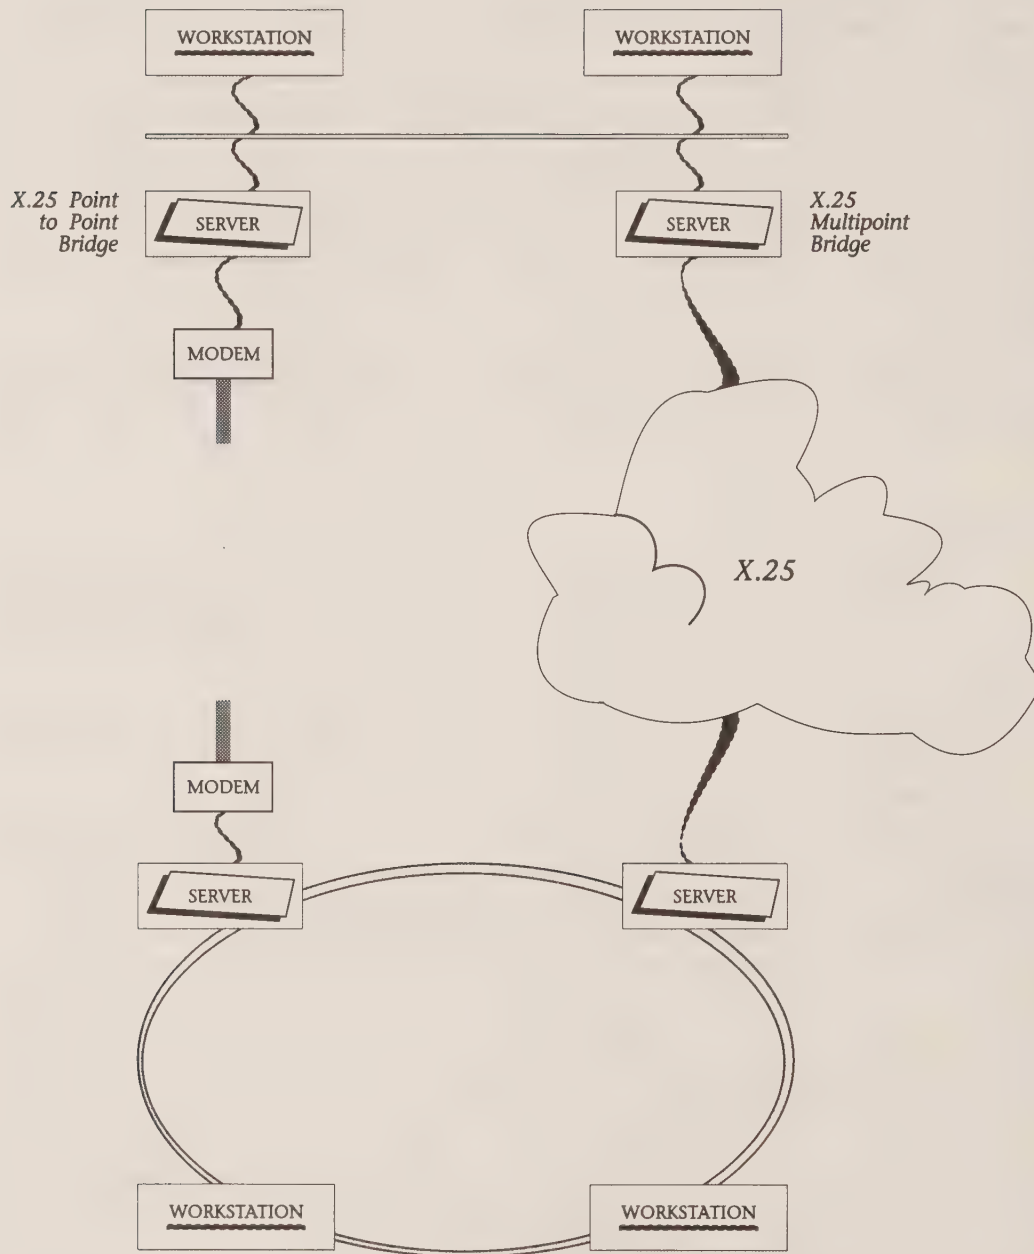 WORKSTATION
WORKSTATION
X.25 Point
to Point
Bridge
SERVER
SERVER
X.25
Multipoint
Bridge
MODEM
X.25
MODEM
SERVER
SERVER
WORKSTATION
WORKSTATION